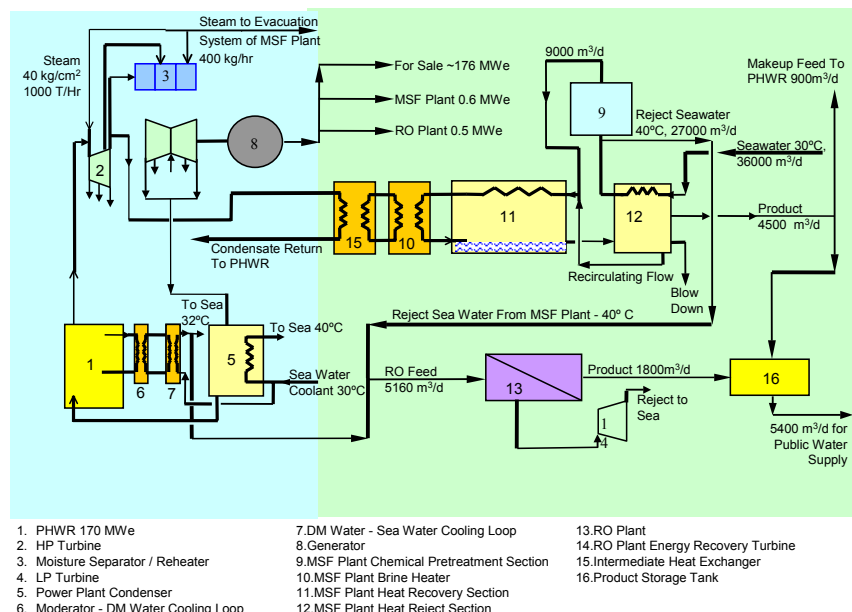 Steam to Evacuation
System of MSF Plant
400 kg/hr
Steam
40 kg/cm²
1000 T/Hr
3
2
For Sale ~176 MWe
MSF Plant 0.6 MWe
RO Plant 0.5 MWe
8
9000 m³/d
9
Makeup Feed To
PHWR 900m³/d
Reject Seawater
40ºC, 27000 m³/d
Seawater 30ºC,
36000 m³/d
15
10
11
12
Product
4500 m³/d
Condensate Return
To PHWR
Recirculating Flow
Blow
Down
To Sea
32ºC
To Sea 40ºC
Reject Sea Water From MSF Plant - 40º C
1
6
7
5
Sea Water
Coolant 30ºC
RO Feed
5160 m³/d
13
Product 1800m³/d
16
Reject to
Sea
1
4
5400 m³/d for
Public Water
Supply
1. PHWR 170 MWe
2. HP Turbine
3. Moisture Separator / Reheater
4. LP Turbine
5. Power Plant Condenser
6. Moderator - DM Water Cooling Loop
7.DM Water - Sea Water Cooling Loop
8.Generator
9.MSF Plant Chemical Pretreatment Section
10.MSF Plant Brine Heater
11.MSF Plant Heat Recovery Section
12.MSF Plant Heat Reject Section
13.RO Plant
14.RO Plant Energy Recovery Turbine
15.Intermediate Heat Exchanger
16.Product Storage Tank